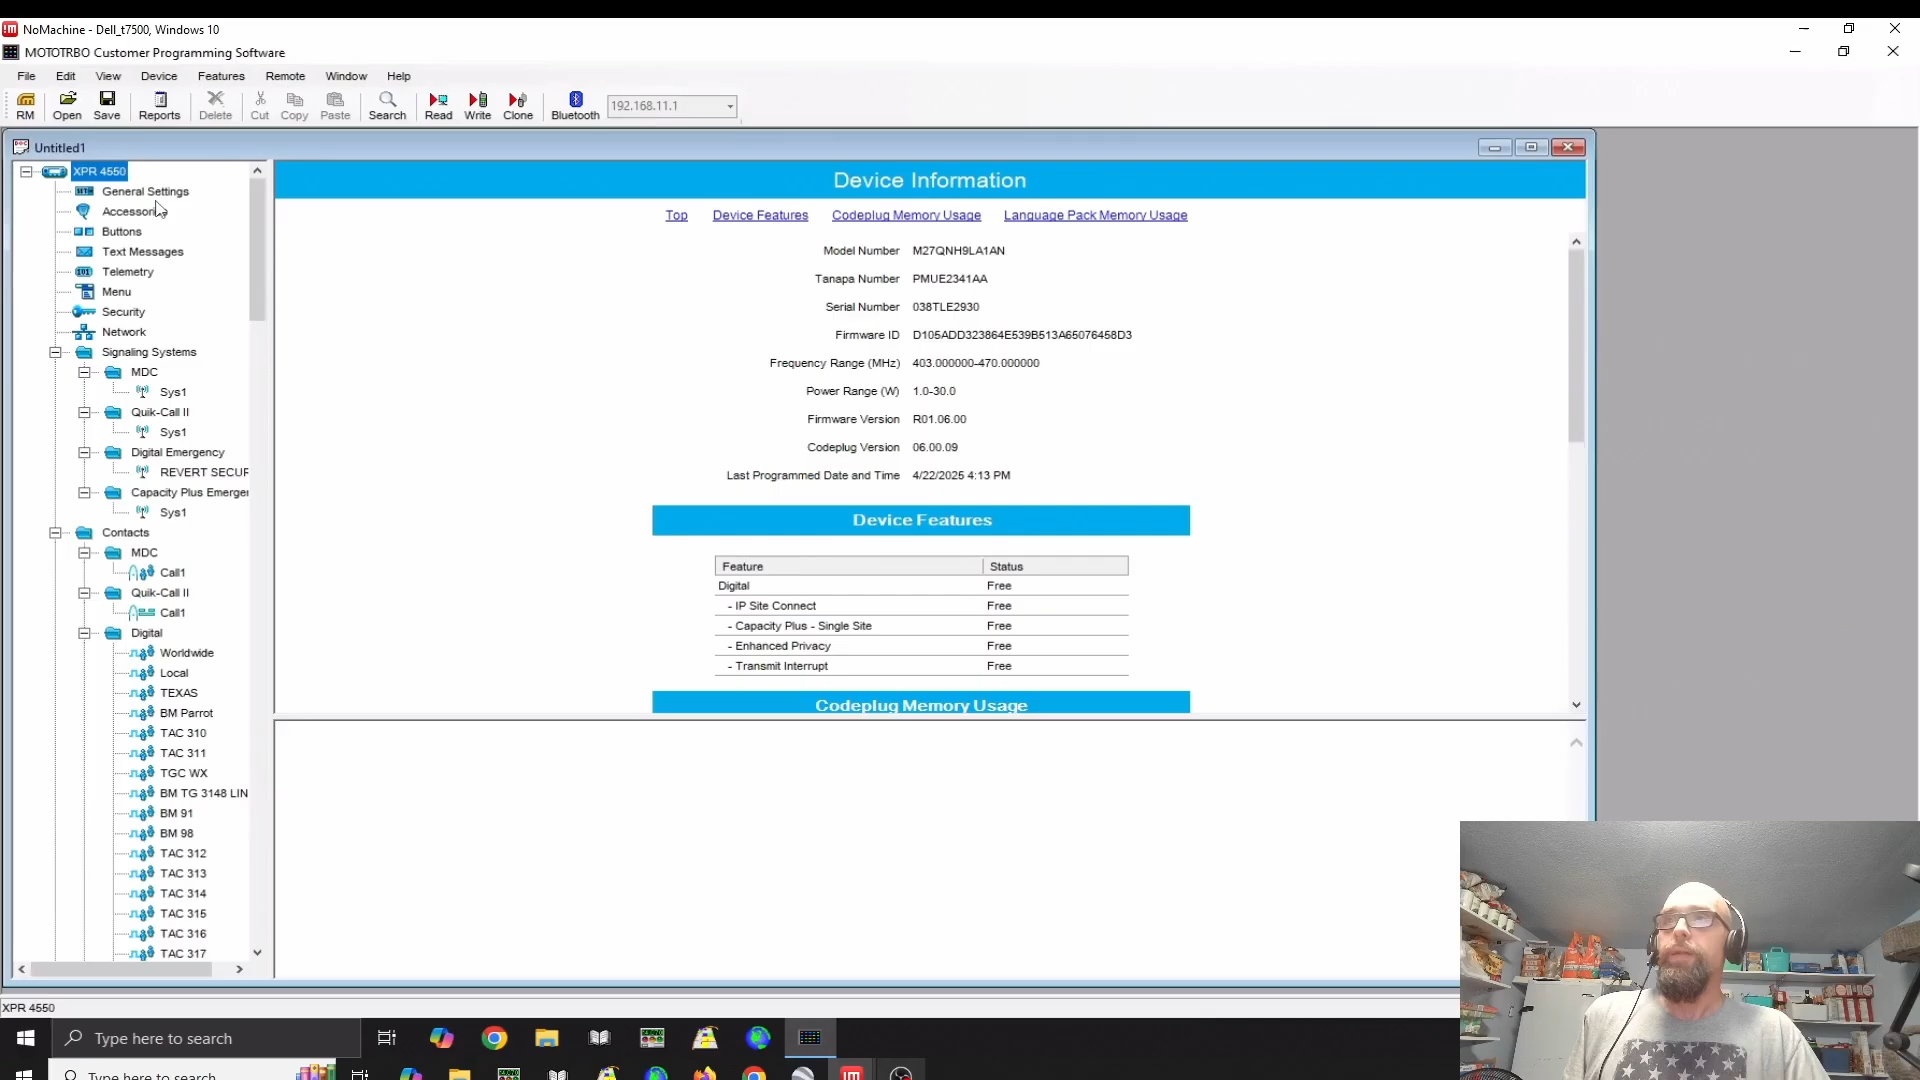 NoMachine - Dell_t7500, Windows 10
MOTOTRBO Customer Programming Software
File Edit View Device Features Remote Window Help
RM Open Save Reports Delete Cut Copy Paste Search Read Write Clone Bluetooth 192.168.11.1
Untitled1
XPR 4550
General Settings
Accessories
Buttons
Text Messages
Telemetry
Menu
Security
Network
Signaling Systems
MDC
Sys1
Quik-Call II
Sys1
Digital Emergency
REVERT SECUR
Capacity Plus Emerger
Sys1
Contacts
MDC
Call1
Quik-Call II
Call1
Digital
Worldwide
Local
TEXAS
BM Parrot
TAC 310
TAC 311
TGC WX
BM TG 3148 LIN
BM 91
BM 98
TAC 312
TAC 313
TAC 314
TAC 315
TAC 316
TAC 317
Device Information
Top Device Features Codeplug Memory Usage Language Pack Memory Usage
Model Number M27QNH9LA1AN
Tanapa Number PMUE2341AA
Serial Number 038TLE2930
Firmware ID D105ADD323864E539B513A65076458D3
Frequency Range (MHz) 403.000000-470.000000
Power Range (W) 1.0-30.0
Firmware Version R01.06.00
Codeplug Version 06.00.09
Last Programmed Date and Time 4/22/2025 4:13 PM
Device Features
Feature Status
Digital Free
- IP Site Connect Free
- Capacity Plus - Single Site Free
- Enhanced Privacy Free
- Transmit Interrupt Free
Codeplug Memory Usage
XPR 4550
Type here to search
Type here to search